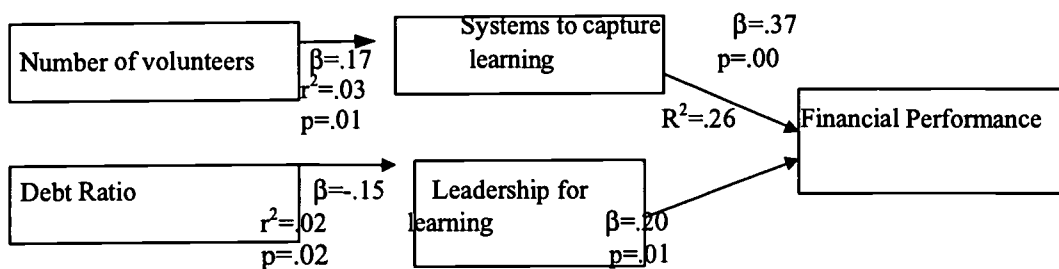 Number of volunteers
β=.17
r²=.03
p=.01
Systems to capture
learning
β=.37
p=.00
R²=.26
Financial Performance
Debt Ratio
β=-.15
r²=.02
p=.02
Leadership for
learning
β=.20
p=.01